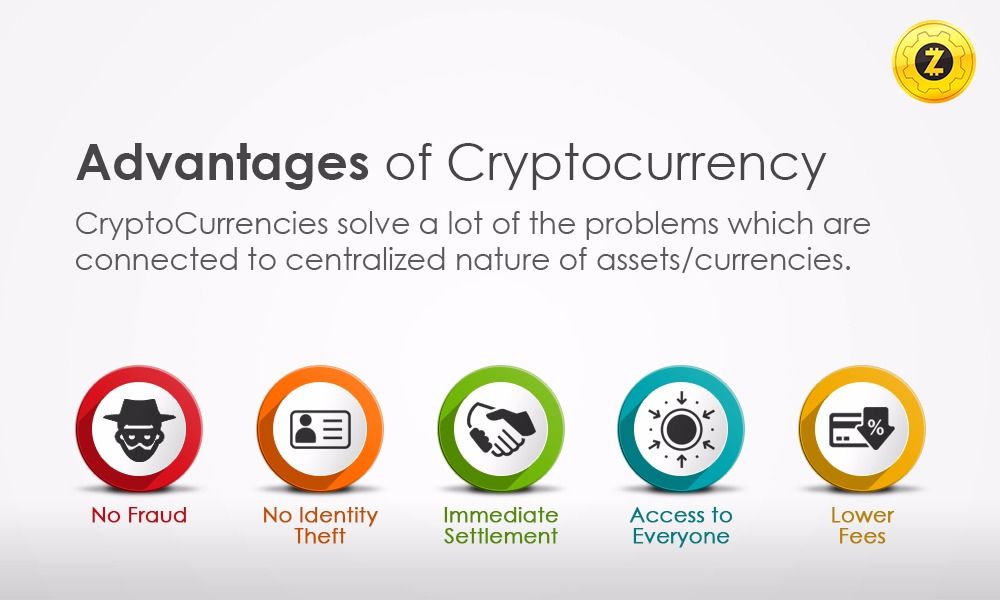 Advantages of Cryptocurrency
CryptoCurrencies solve a lot of the problems which are
connected to centralized nature of assets/currencies.
%
No Fraud
No Identity
Theft
Immediate
Settlement
Access to
Everyone
Lower
Fees